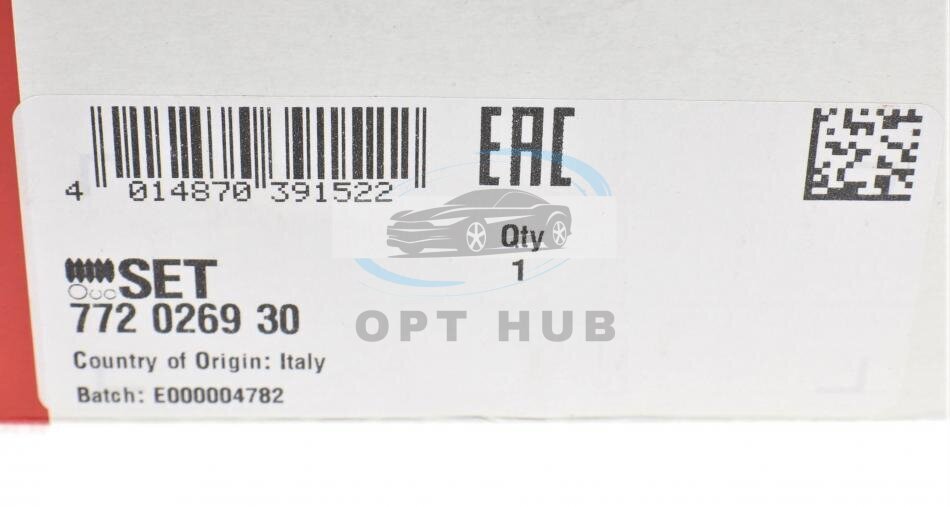 4 014870 391522
EAC
Qty
1
SET
772 0269 30
Country of Origin: Italy
Batch: E000004782
OPT HUB